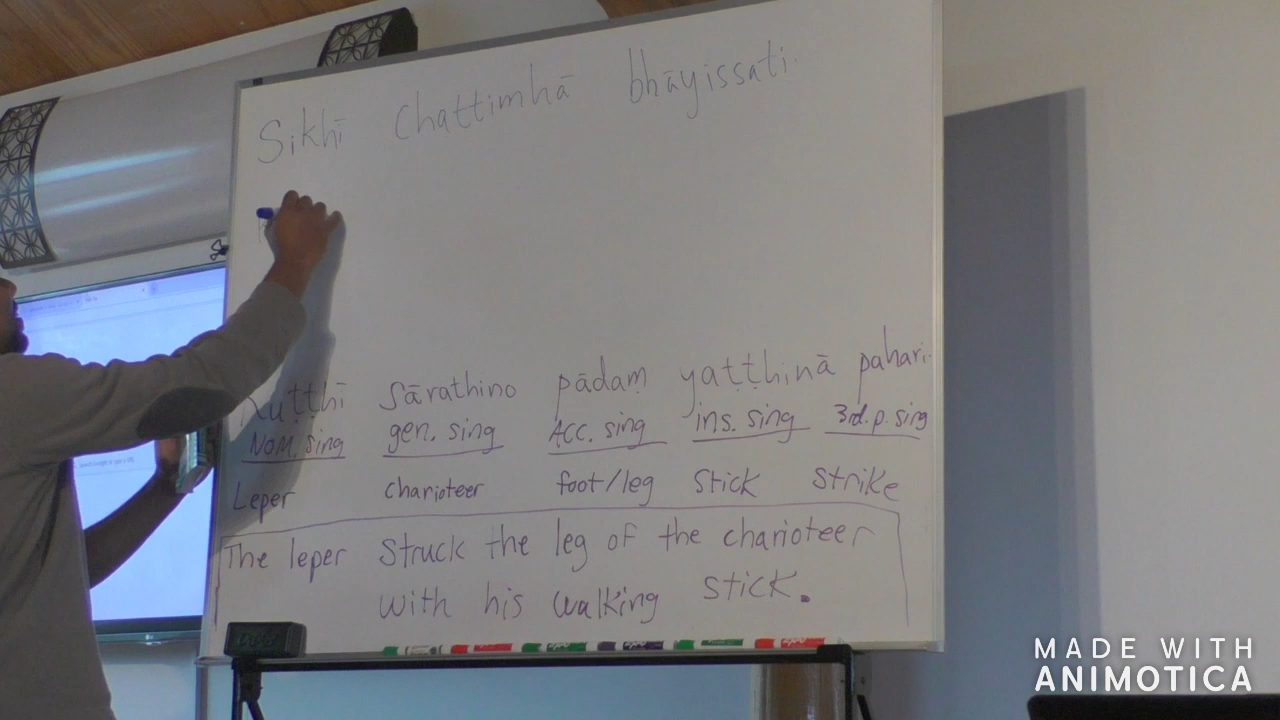 Sikhī Chattimhā bhāyissati.
Kuṭṭhī Sārathino pādaṃ yaṭṭhinā pahari.
Nom. sing gen. sing Acc. sing ins. sing 3rd. p. sing
Leper charioteer foot/leg stick strike
The leper struck the leg of the charioteer
with his walking stick.
MADE WITH
ANIMOTICA